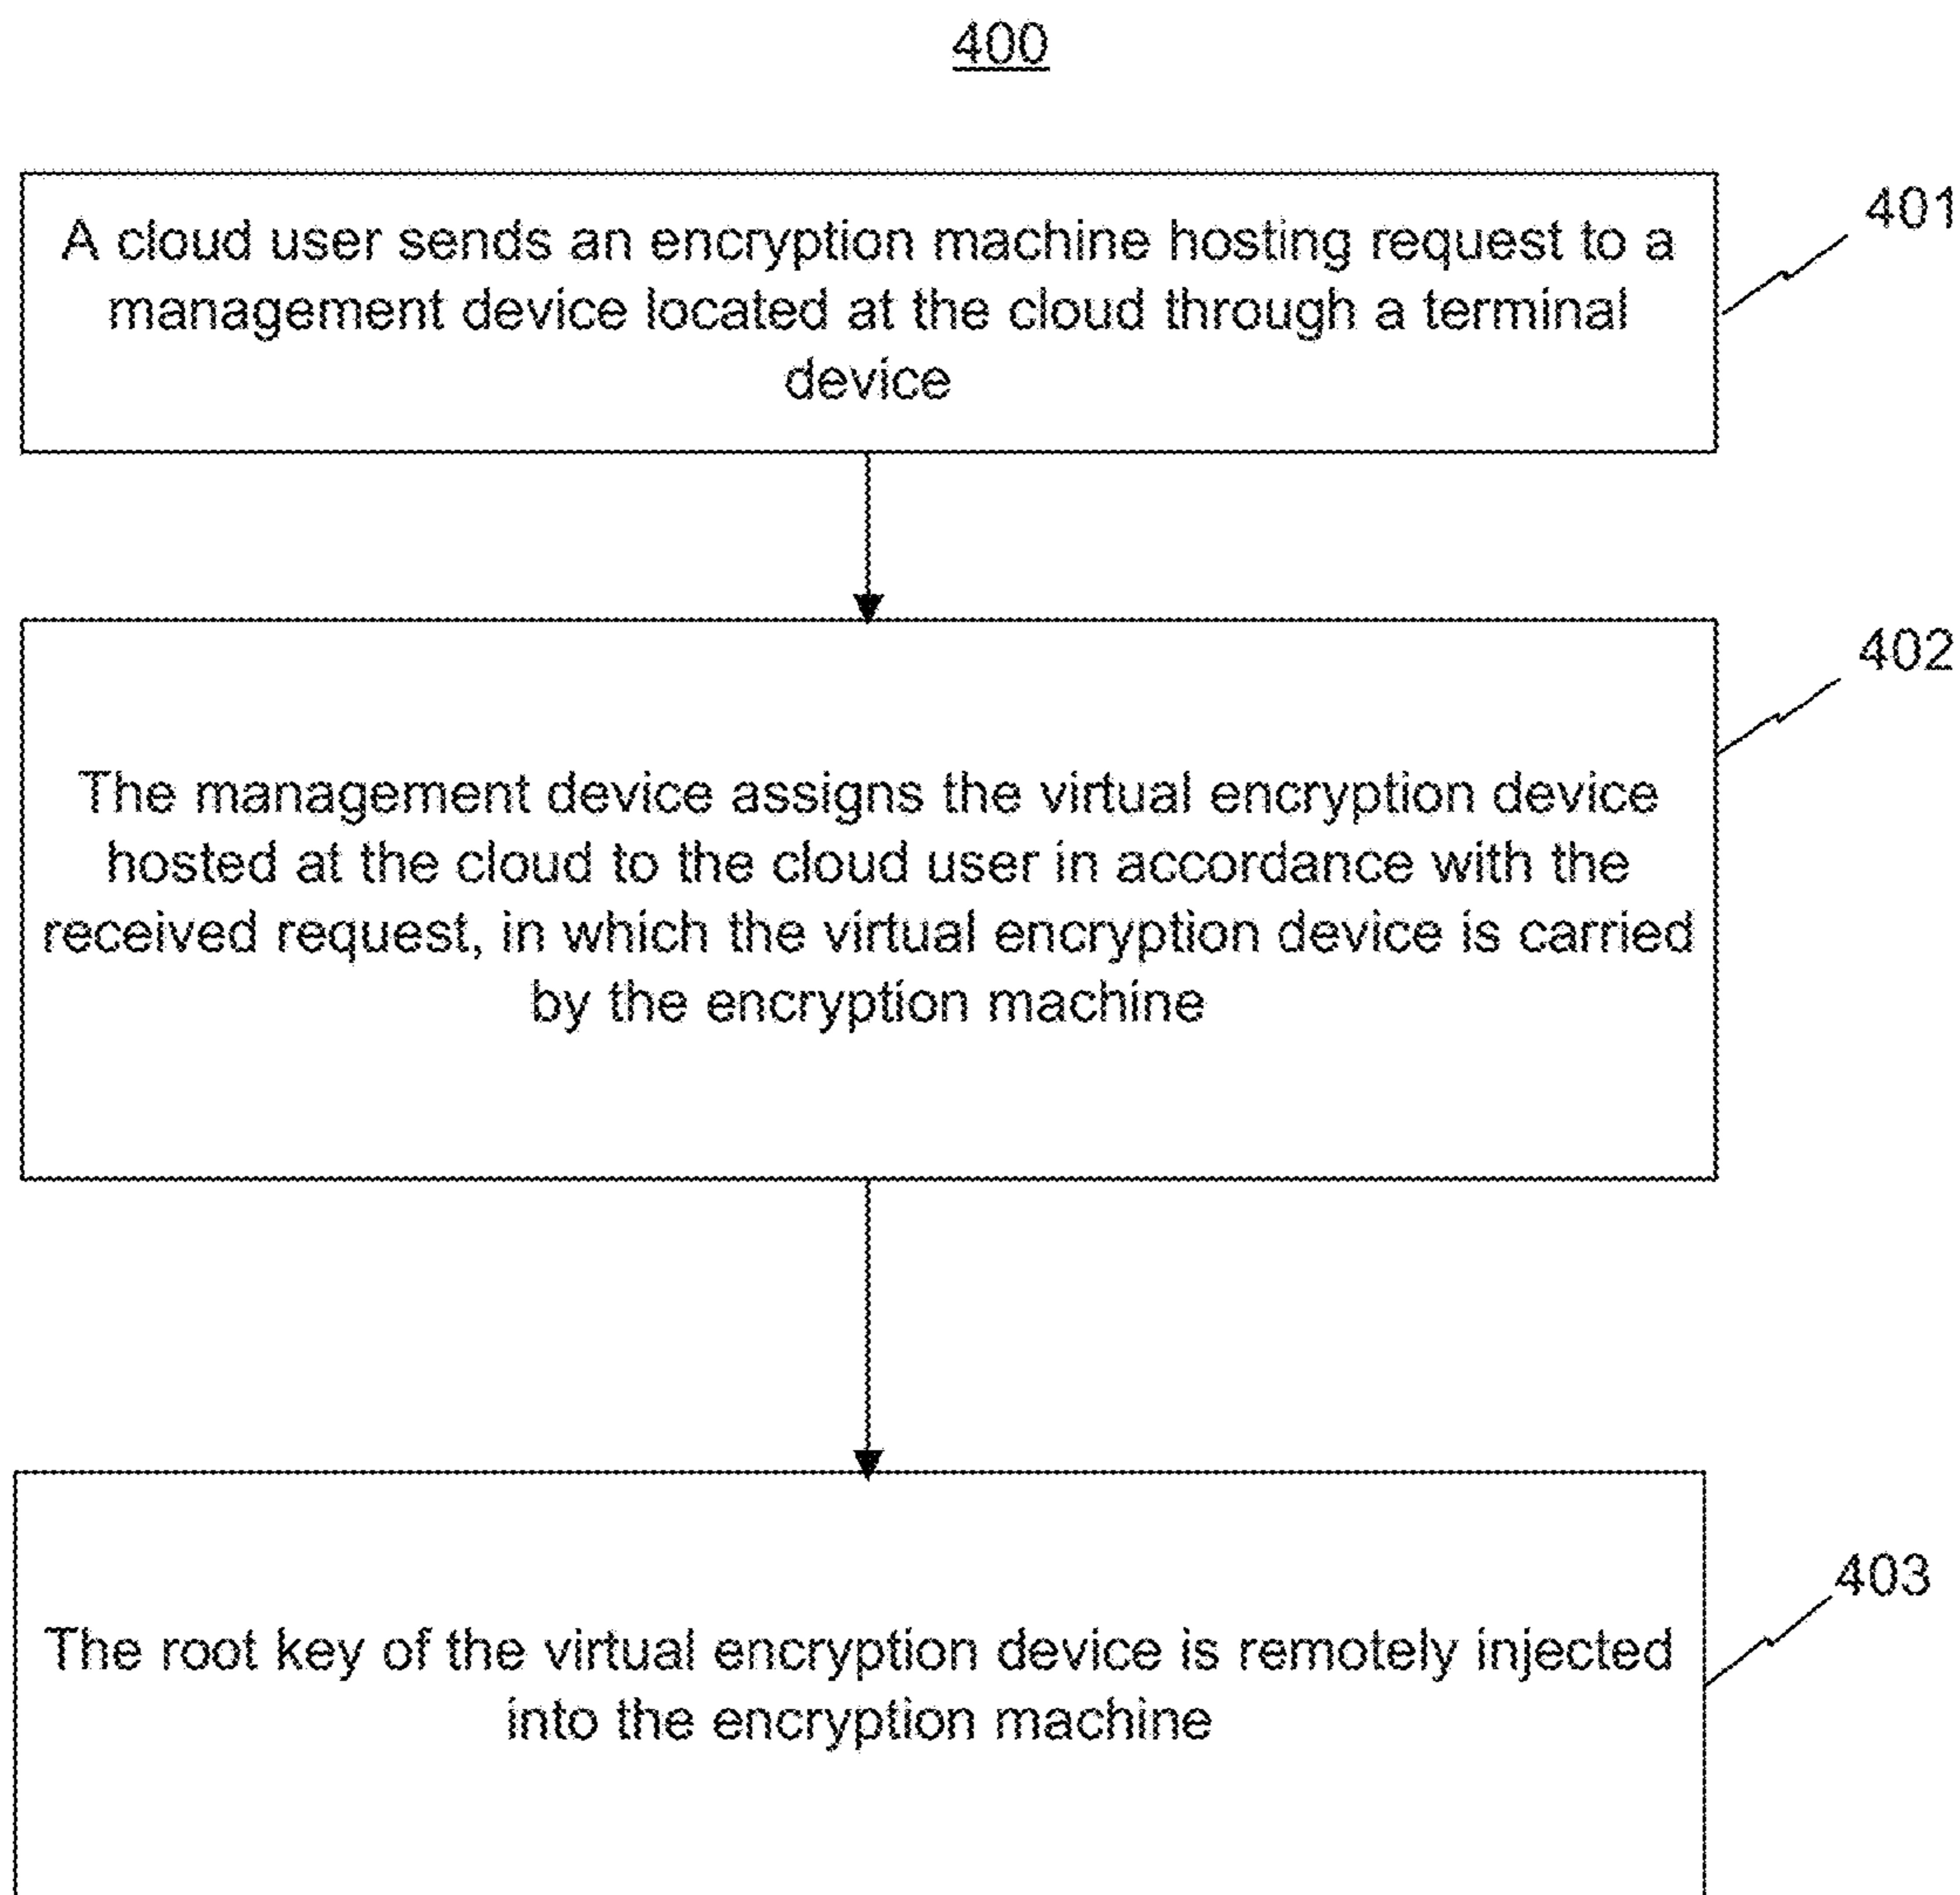 400
401
A cloud user sends an encryption machine hosting request to a
management device located at the cloud through a terminal
device
402
The management device assigns the virtual encryption device
hosted at the cloud to the cloud user in accordance with the
received request, in which the virtual encryption device is carried
by the encryption machine
403
The root key of the virtual encryption device is remotely injected
into the encryption machine